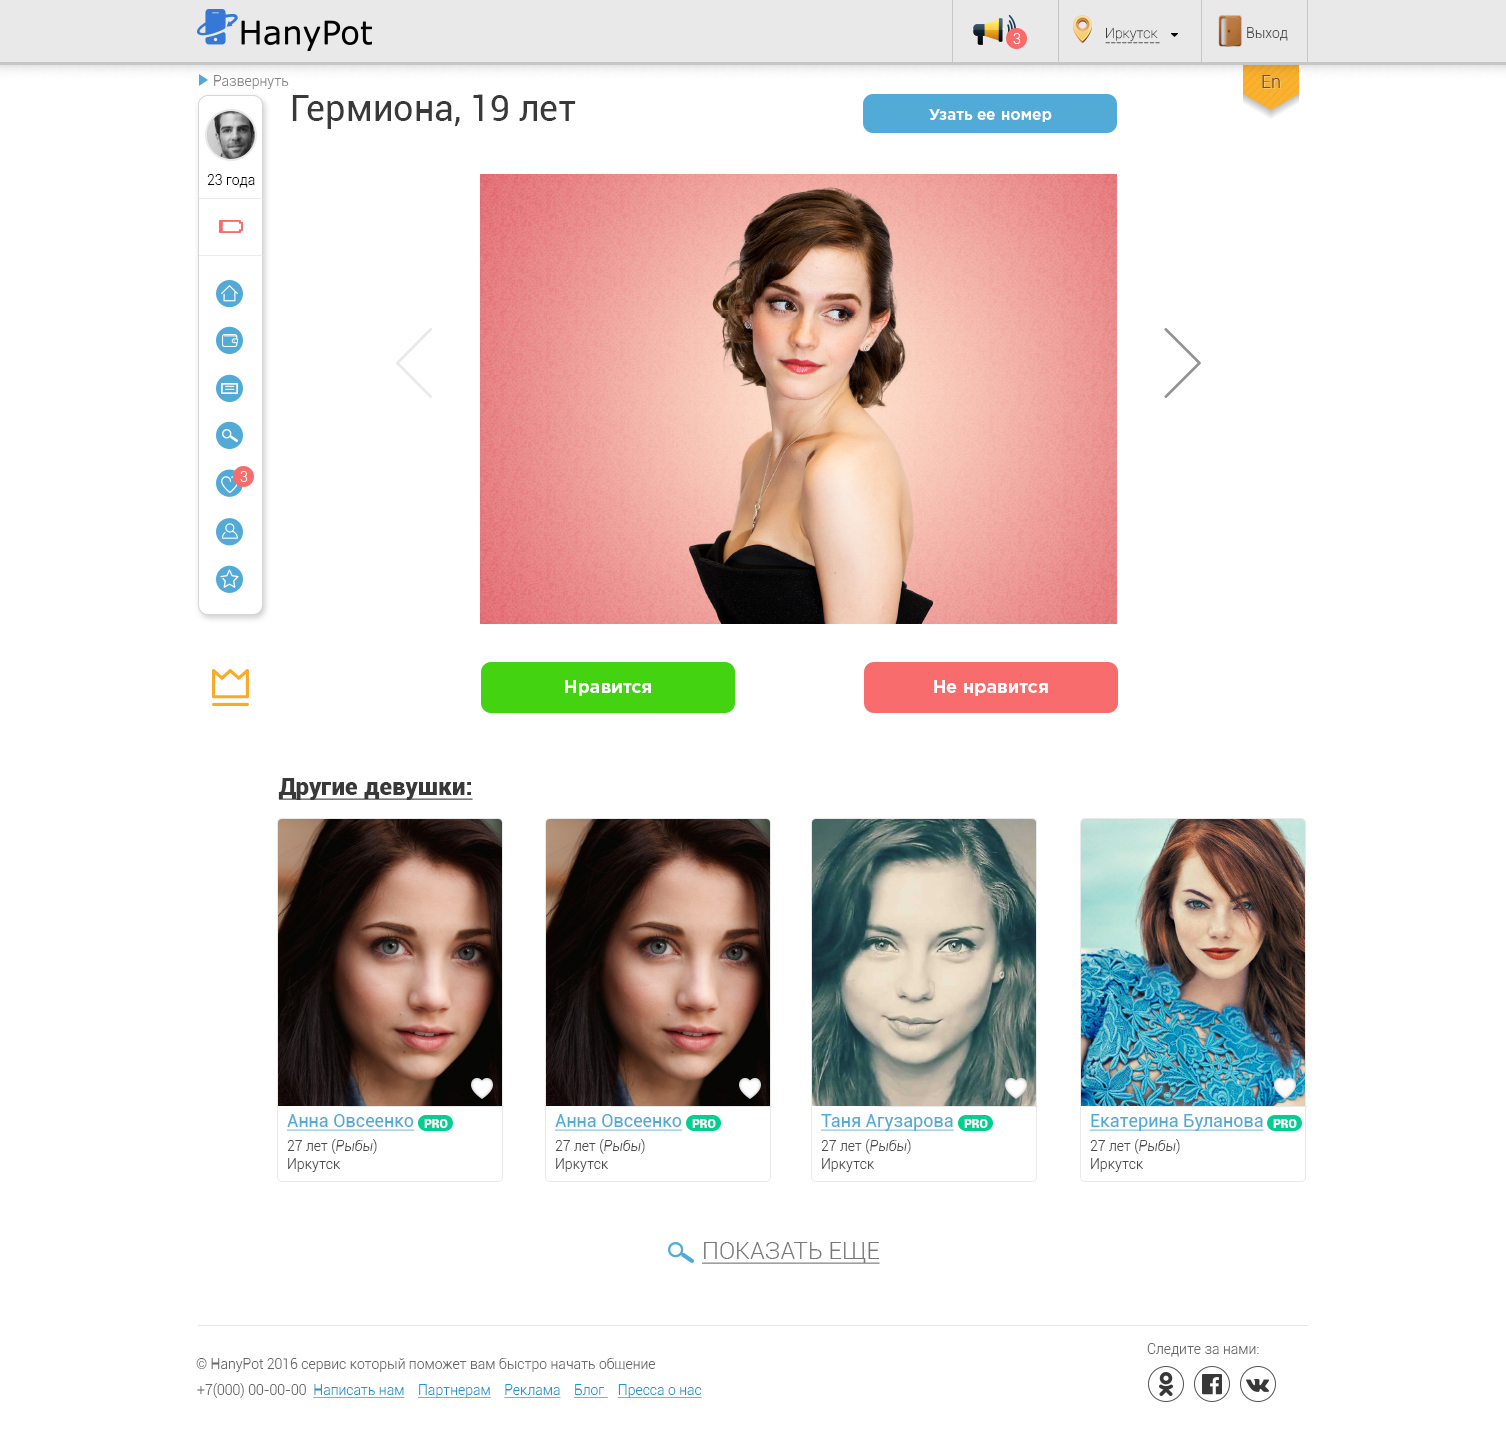 HanyPot
3
Иркутск
Выход
En
Развернуть
Гермиона, 19 лет
Узать ее номер
23 года
3
Нравится
Не нравится
Другие девушки:
Анна Овсеенко PRO
27 лет (Рыбы)
Иркутск
Анна Овсеенко PRO
27 лет (Рыбы)
Иркутск
Таня Агузарова PRO
27 лет (Рыбы)
Иркутск
Екатерина Буланова PRO
27 лет (Рыбы)
Иркутск
ПОКАЗАТЬ ЕЩЕ
© HanyPot 2016 сервис который поможет вам быстро начать общение
+7(000) 00-00-00 Написать нам Партнерам Реклама Блог Пресса о нас
Следите за нами: